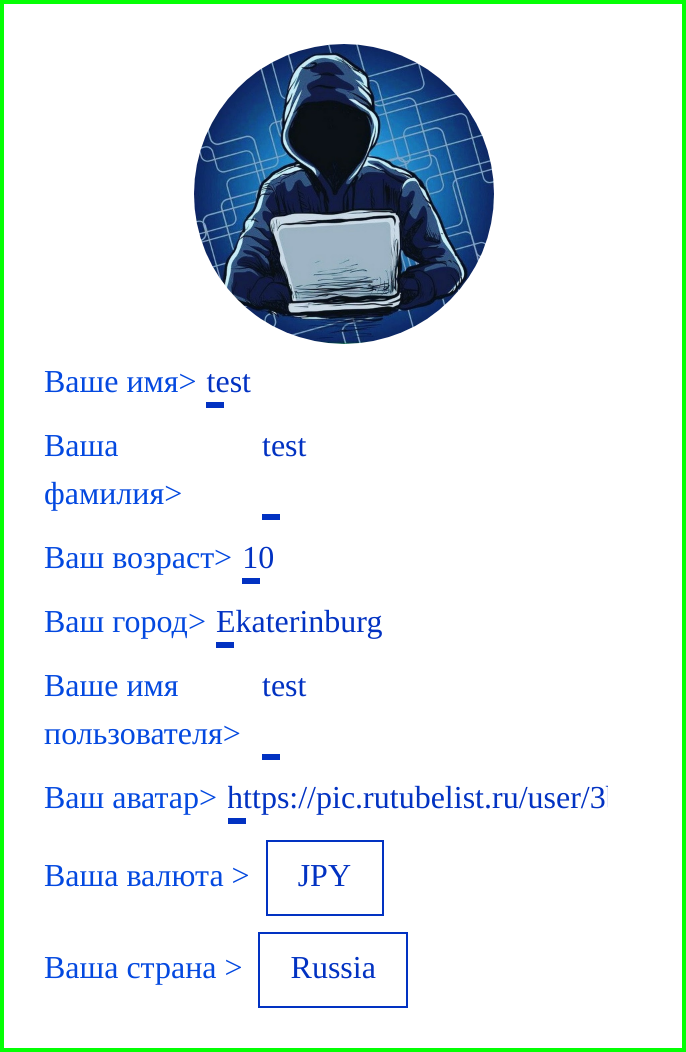 Ваше имя> test
Ваша test
фамилия>
Ваш возраст> 10
Ваш город> Ekaterinburg
Ваше имя test
пользователя>
Ваш аватар> https://pic.rutubelist.ru/user/3
Ваша валюта > JPY
Ваша страна > Russia